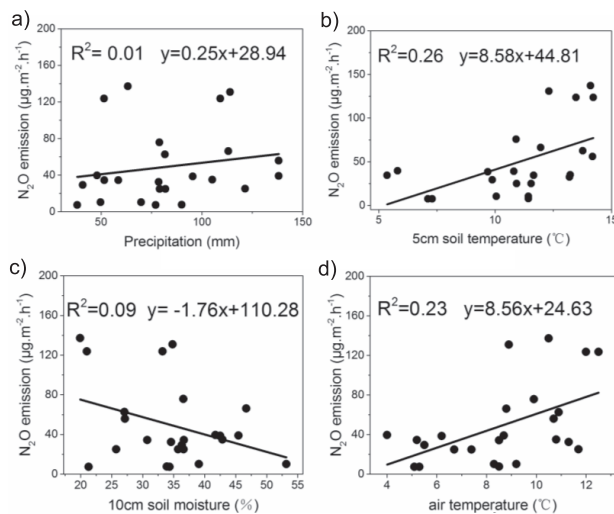 a)
R²= 0.01 y=0.25x+28.94
N₂O emission (µg.m⁻².h⁻¹)
200
160
120
80
40
0
50 100 150
Precipitation (mm)
b)
R²=0.26 y=8.58x+44.81
N₂O emission (µg.m⁻².h⁻¹)
200
150
100
50
0
6 8 10 12 14
5cm soil temperature (℃)
c)
R²=0.09 y= -1.76x+110.28
N₂O emission (µg.m⁻².h⁻¹)
200
160
120
80
40
0
20 25 30 35 40 45 50 55
10cm soil moisture (%)
d)
R²=0.23 y=8.56x+24.63
N₂O emission (µg.m⁻².h⁻¹)
200
160
120
80
40
0
4 6 8 10 12
air temperature (℃)